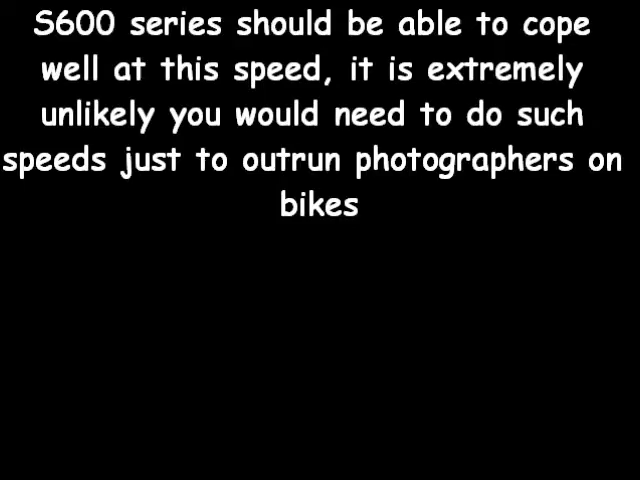 S600 series should be able to cope
well at this speed, it is extremely
unlikely you would need to do such
speeds just to outrun photographers on
bikes